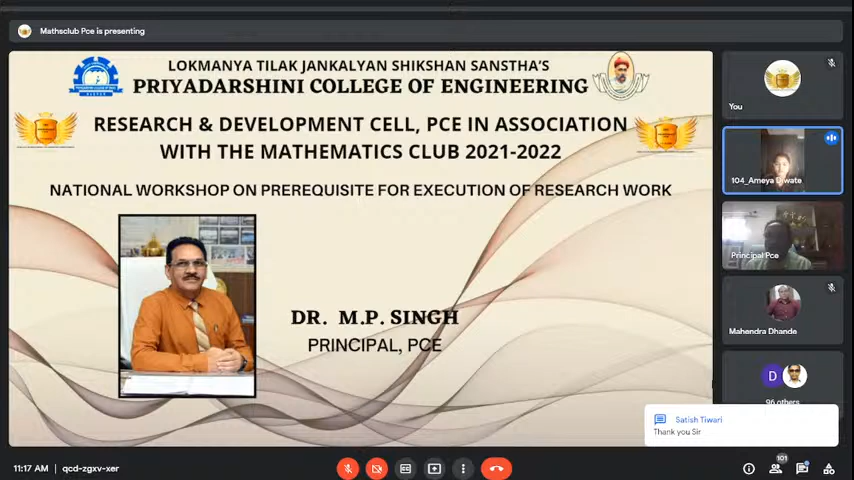 Mathsclub Pce is presenting
LOKMANYA TILAK JANKALYAN SHIKSHAN SANSTHA'S
PRIYADARSHINI COLLEGE OF ENGINEERING
RESEARCH & DEVELOPMENT CELL, PCE IN ASSOCIATION
WITH THE MATHEMATICS CLUB 2021-2022
NATIONAL WORKSHOP ON PREREQUISITE FOR EXECUTION OF RESEARCH WORK
DR. M.P. SINGH
PRINCIPAL, PCE
You
104_Ameya Diwate
Principal Pce
Mahendra Dhande
D
96 others
Satish Tiwari
Thank you Sir
11:17 AM | qcd-zgxv-xer
101